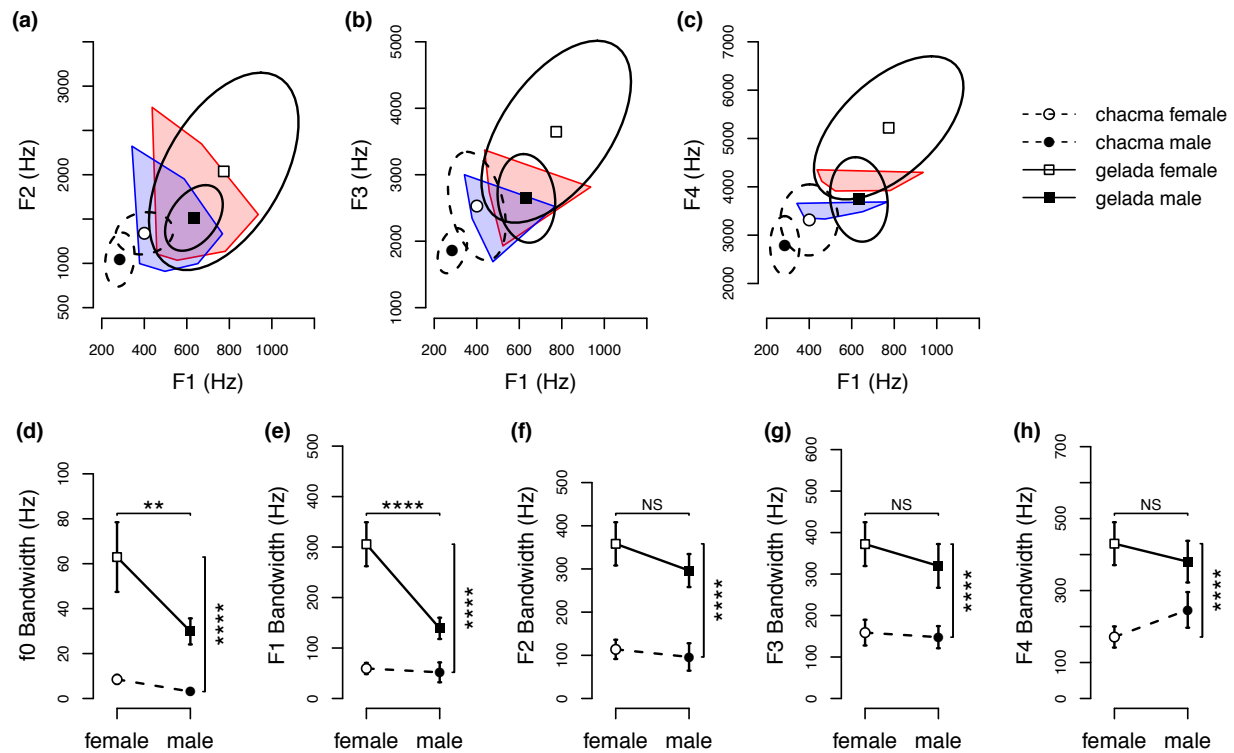 (a)
F2 (Hz)
500 1000 2000 3000
200 400 600 800 1000
F1 (Hz)
(b)
F3 (Hz)
1000 2000 3000 4000 5000
200 400 600 800 1000
F1 (Hz)
(c)
F4 (Hz)
2000 3000 4000 5000 6000 7000
200 400 600 800 1000
F1 (Hz)
chacma female
chacma male
gelada female
gelada male
(d)
f0 Bandwidth (Hz)
0 20 40 60 80 100
**
****
female male
(e)
F1 Bandwidth (Hz)
0 100 200 300 400 500
****
****
female male
(f)
F2 Bandwidth (Hz)
0 100 200 300 400 500
NS
****
female male
(g)
F3 Bandwidth (Hz)
0 100 200 300 400 500 600
NS
****
female male
(h)
F4 Bandwidth (Hz)
0 100 300 500 700
NS
****
female male